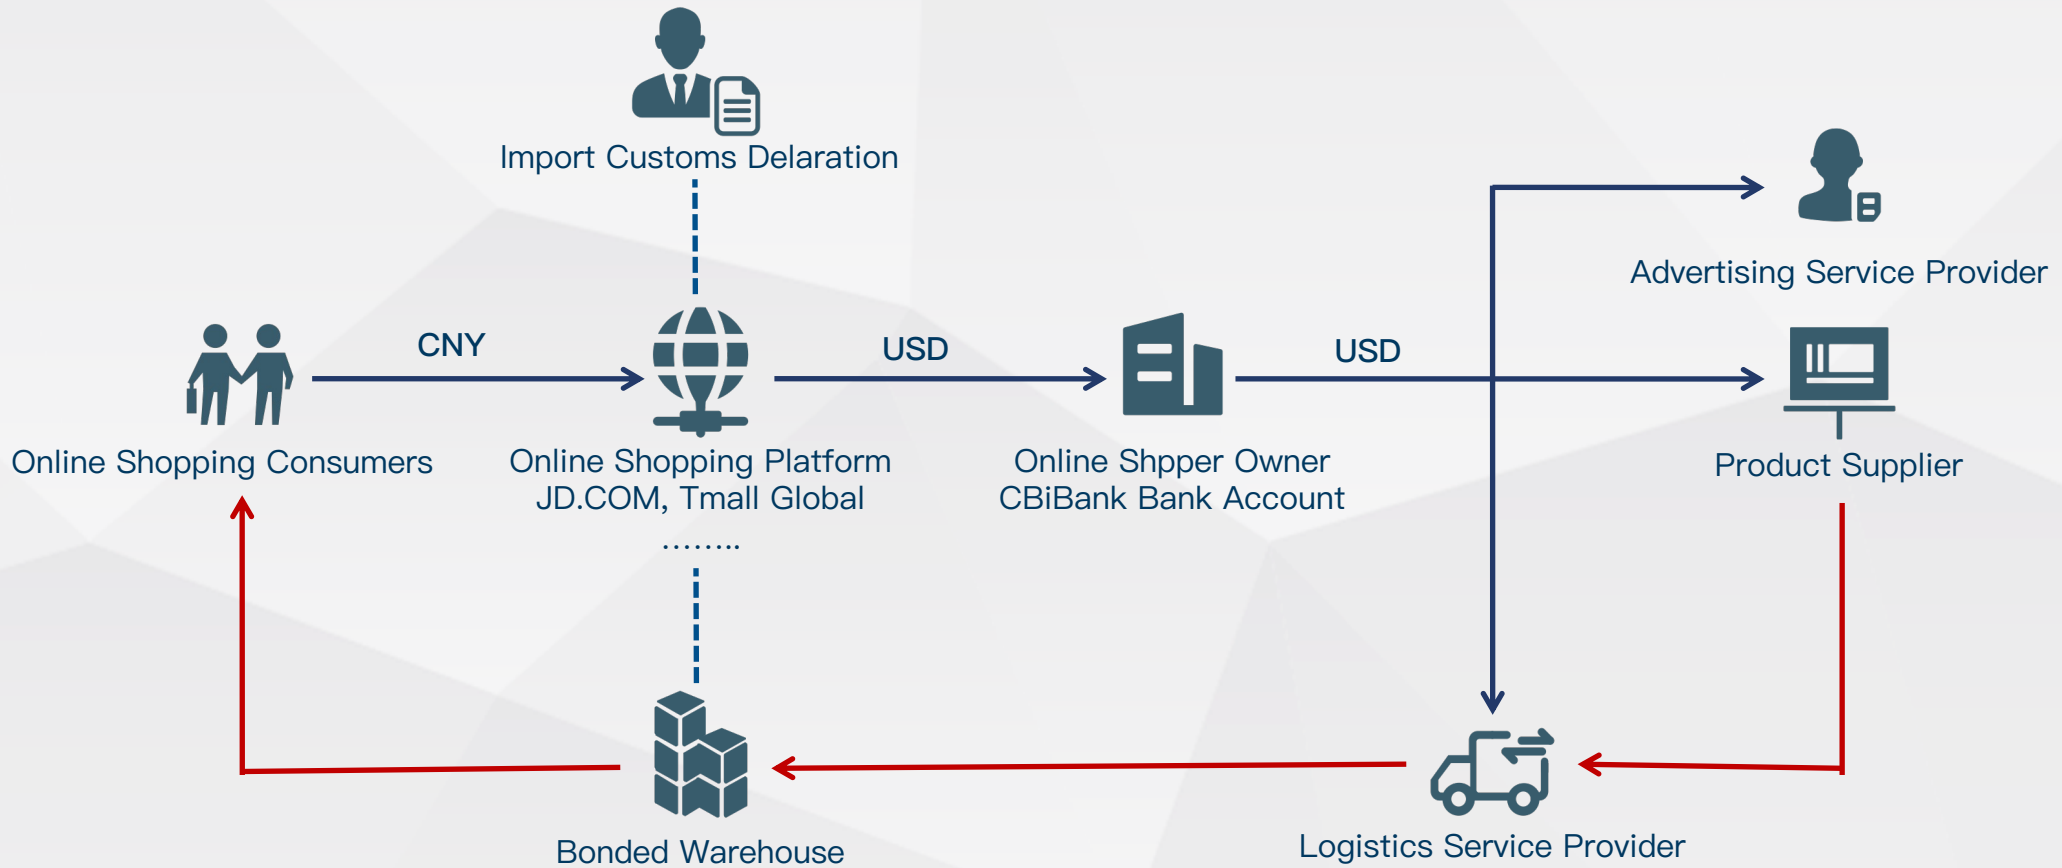 Import Customs Delaration
Advertising Service Provider
CNY
USD
USD
Online Shopping Consumers
Online Shopping Platform
JD.COM, Tmall Global
........
Online Shpper Owner
CBiBank Bank Account
Product Supplier
Bonded Warehouse
Logistics Service Provider